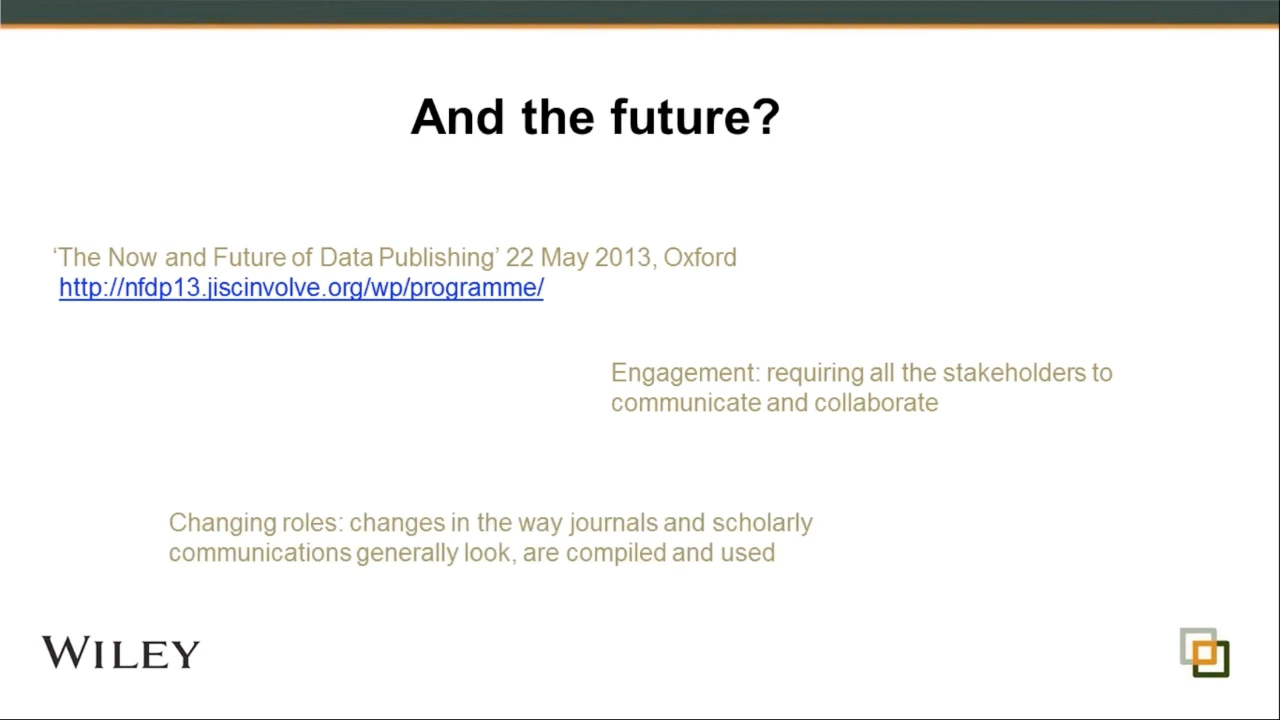 And the future?
‘The Now and Future of Data Publishing’ 22 May 2013, Oxford
http://nfdp13.jiscinvolve.org/wp/programme/
Engagement: requiring all the stakeholders to
communicate and collaborate
Changing roles: changes in the way journals and scholarly
communications generally look, are compiled and used
WILEY